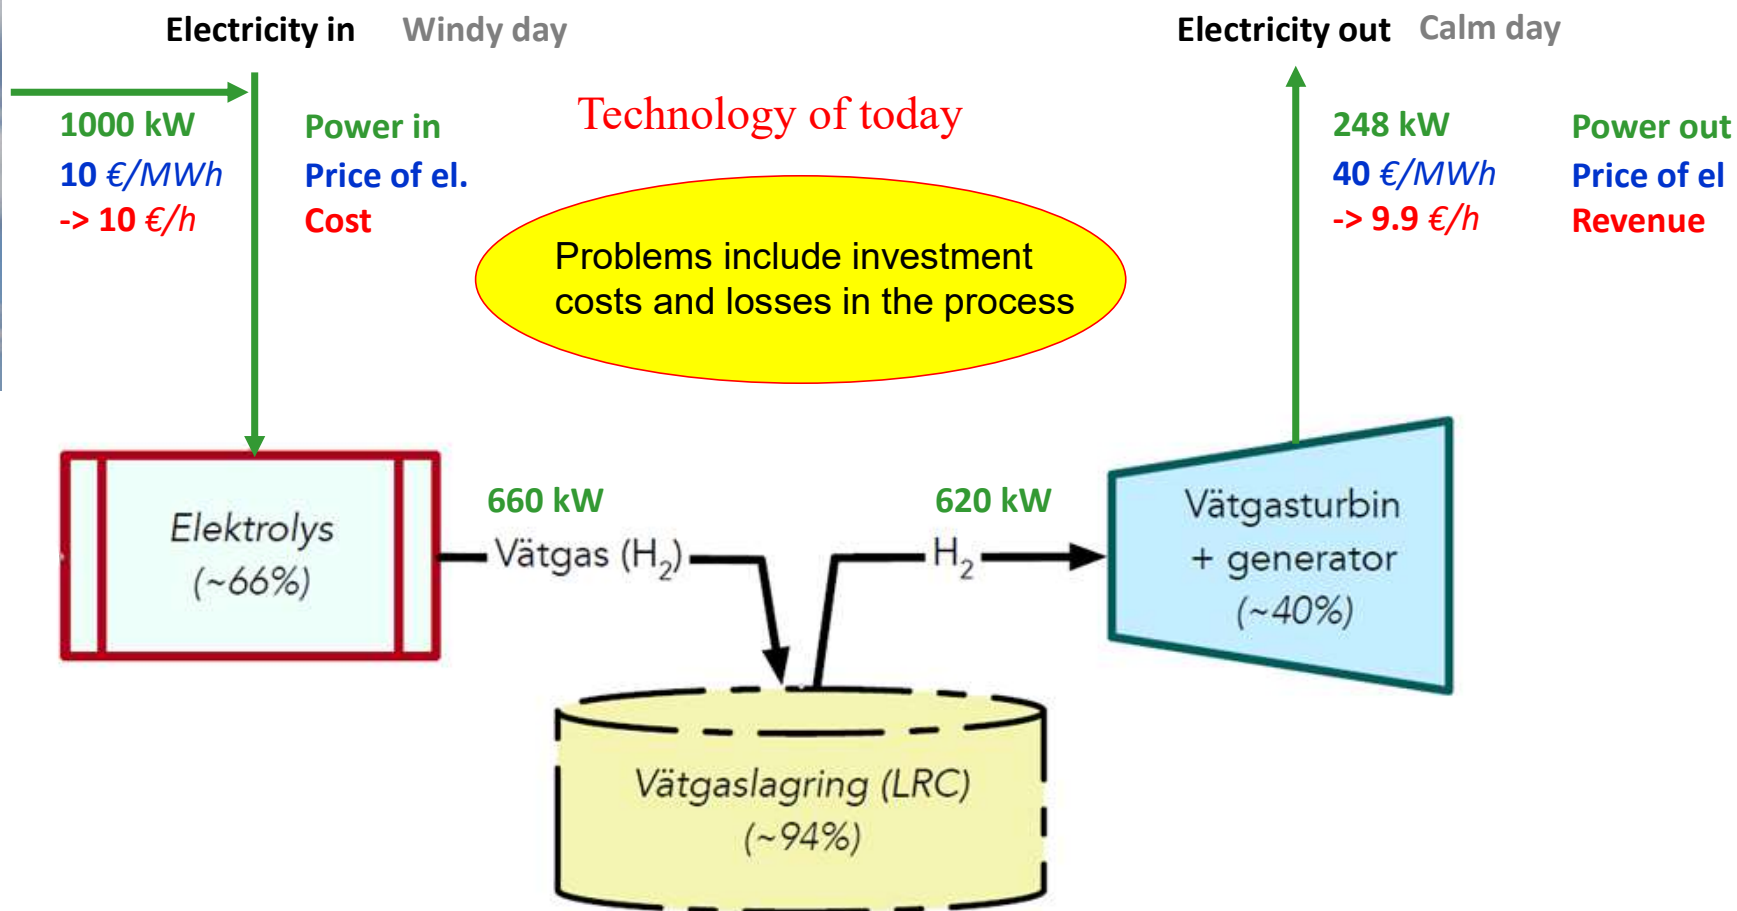 Electricity in Windy day
Electricity out Calm day
1000 kW Power in
10 €/MWh Price of el.
-> 10 €/h Cost
Technology of today
Problems include investment
costs and losses in the process
248 kW Power out
40 €/MWh Price of el
-> 9.9 €/h Revenue
Elektrolys
(~66%)
660 kW
Vätgas (H₂)
620 kW
H₂
Vätgasturbin
+ generator
(~40%)
Vätgaslagring (LRC)
(~94%)